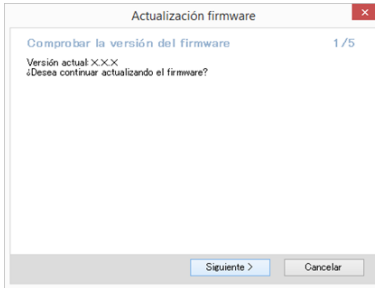 Actualización firmware
Comprobar la versión del firmware 1/5
Versión actual:X.X.X
¿Desea continuar actualizando el firmware?
Siguiente >
Cancelar